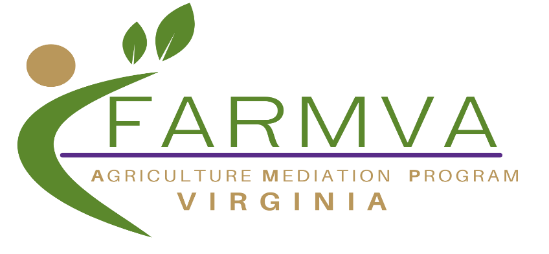 FARMVA
AGRICULTURE MEDIATION PROGRAM
VIRGINIA